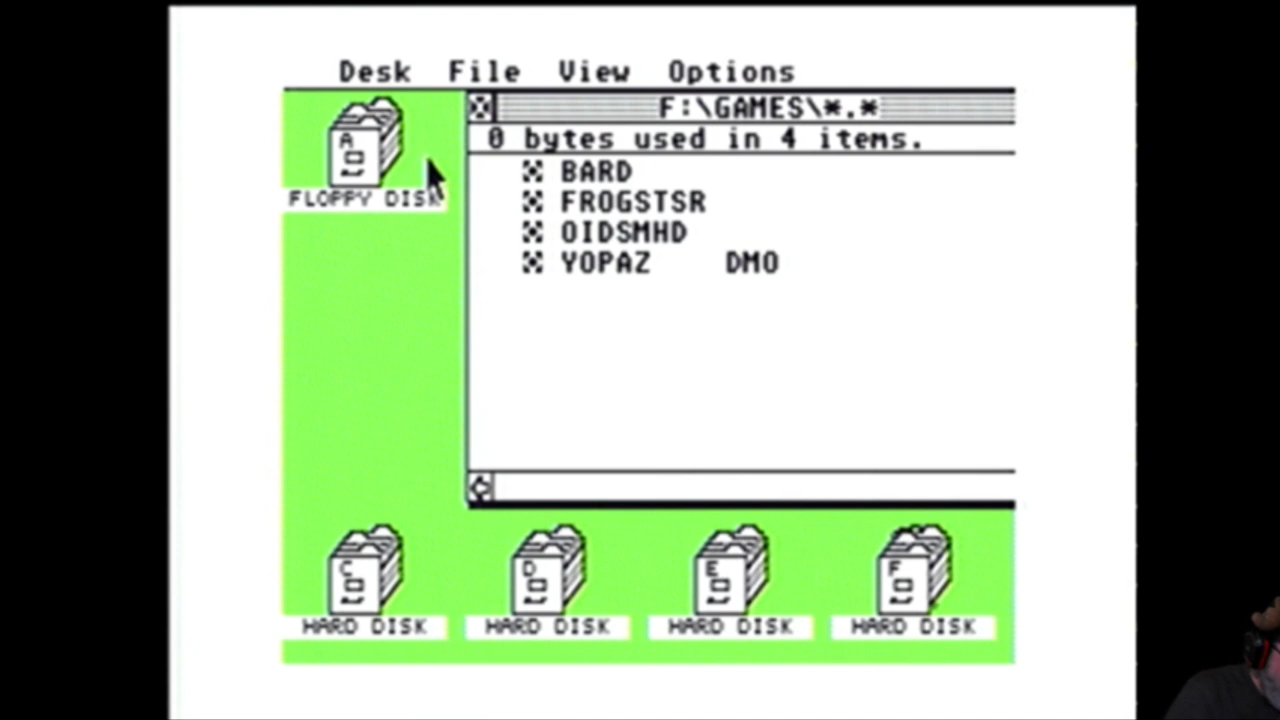 Desk File View Options
F:\GAMES\*.*
0 bytes used in 4 items.
A
FLOPPY DISK
BARD
FROGSTSR
OIDSMHD
YOPAZ DMO
C
HARD DISK
D
HARD DISK
E
HARD DISK
F
HARD DISK